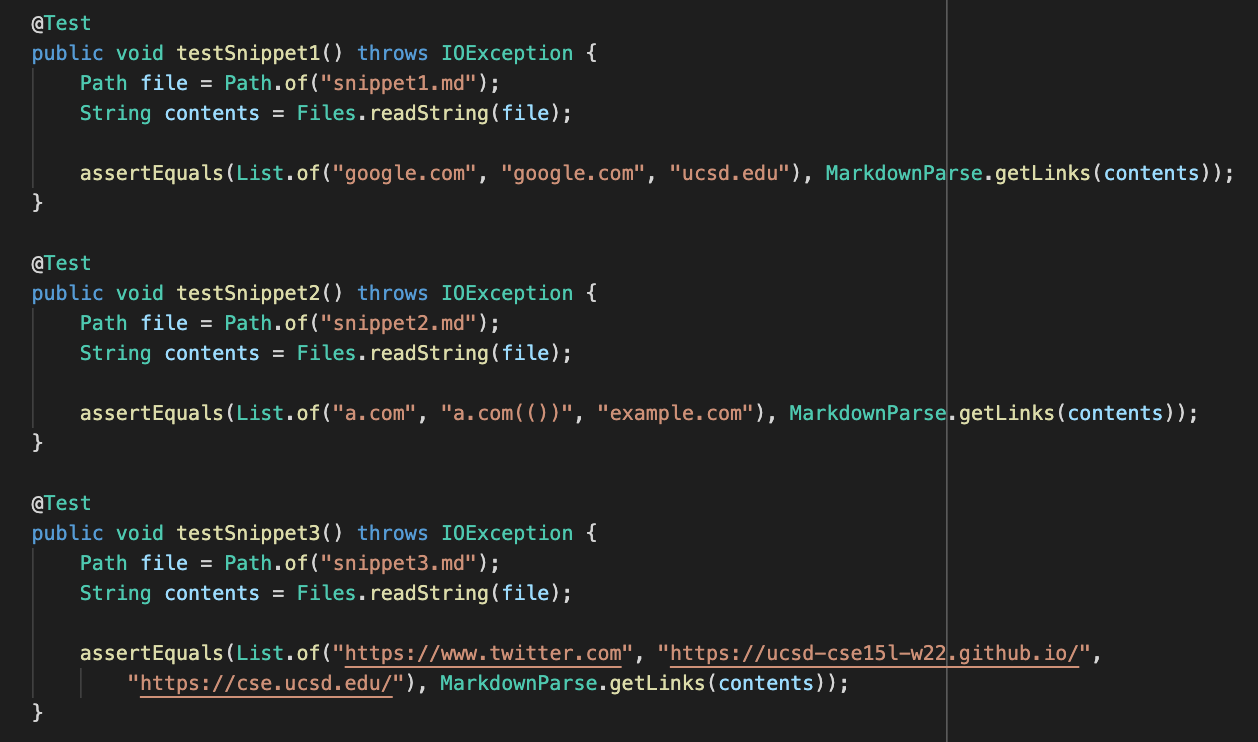 @Test
public void testSnippet1() throws IOException {
    Path file = Path.of("snippet1.md");
    String contents = Files.readString(file);

    assertEquals(List.of("google.com", "google.com", "ucsd.edu"), MarkdownParse.getLinks(contents));
}

@Test
public void testSnippet2() throws IOException {
    Path file = Path.of("snippet2.md");
    String contents = Files.readString(file);

    assertEquals(List.of("a.com", "a.com(())", "example.com"), MarkdownParse.getLinks(contents));
}

@Test
public void testSnippet3() throws IOException {
    Path file = Path.of("snippet3.md");
    String contents = Files.readString(file);

    assertEquals(List.of("https://www.twitter.com", "https://ucsd-cse15l-w22.github.io/",
        "https://cse.ucsd.edu/"), MarkdownParse.getLinks(contents));
}